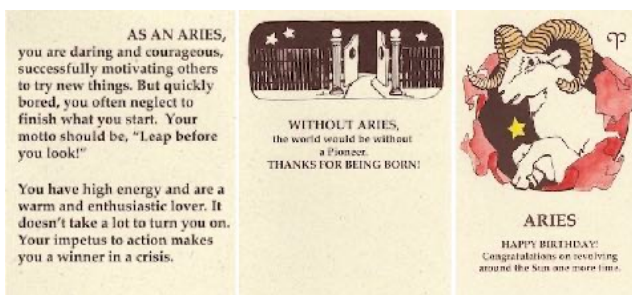 AS AN ARIES,
you are daring and courageous,
successfully motivating others
to try new things. But quickly
bored, you often neglect to
finish what you start. Your
motto should be, "Leap before
you look!"
You have high energy and are a
warm and enthusiastic lover. It
doesn't take a lot to turn you on.
Your impetus to action makes
you a winner in a crisis.
WITHOUT ARIES,
the world would be without
a Pioneer.
THANKS FOR BEING BORN!
ARIES
HAPPY BIRTHDAY!
Congratulations on revolving
around the Sun one more time.